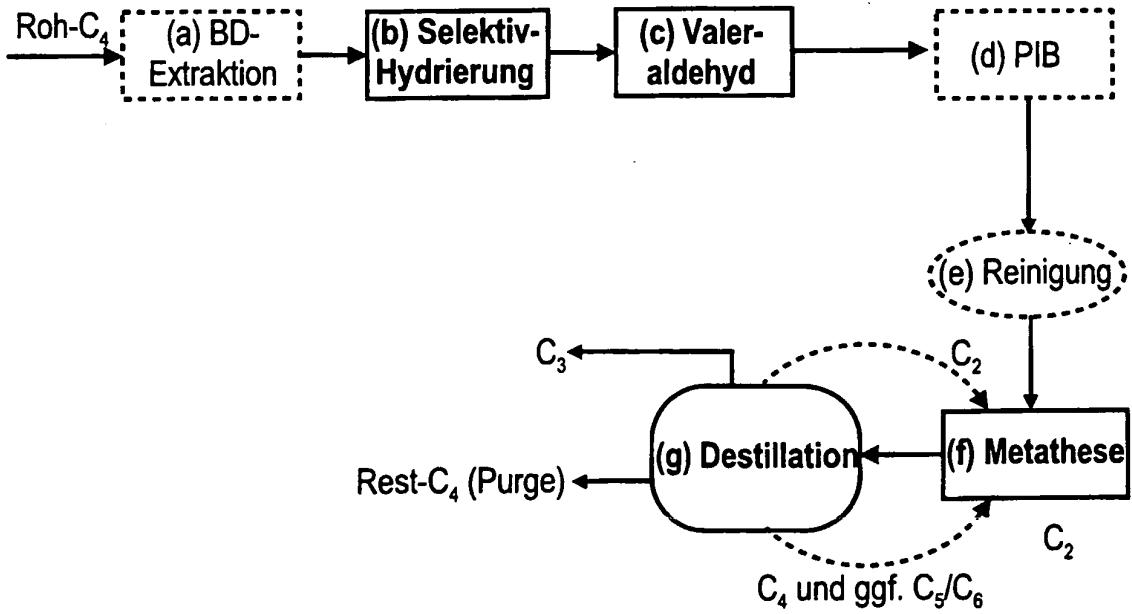 Roh-C₄
(a) BD-
Extraktion
(b) Selektiv-
Hydrierung
(c) Valer-
aldehyd
(d) PIB
(e) Reinigung
C₃
C₂
(g) Destillation
(f) Metathese
Rest-C₄ (Purge)
C₂
C₄ und ggf. C₅/C₆